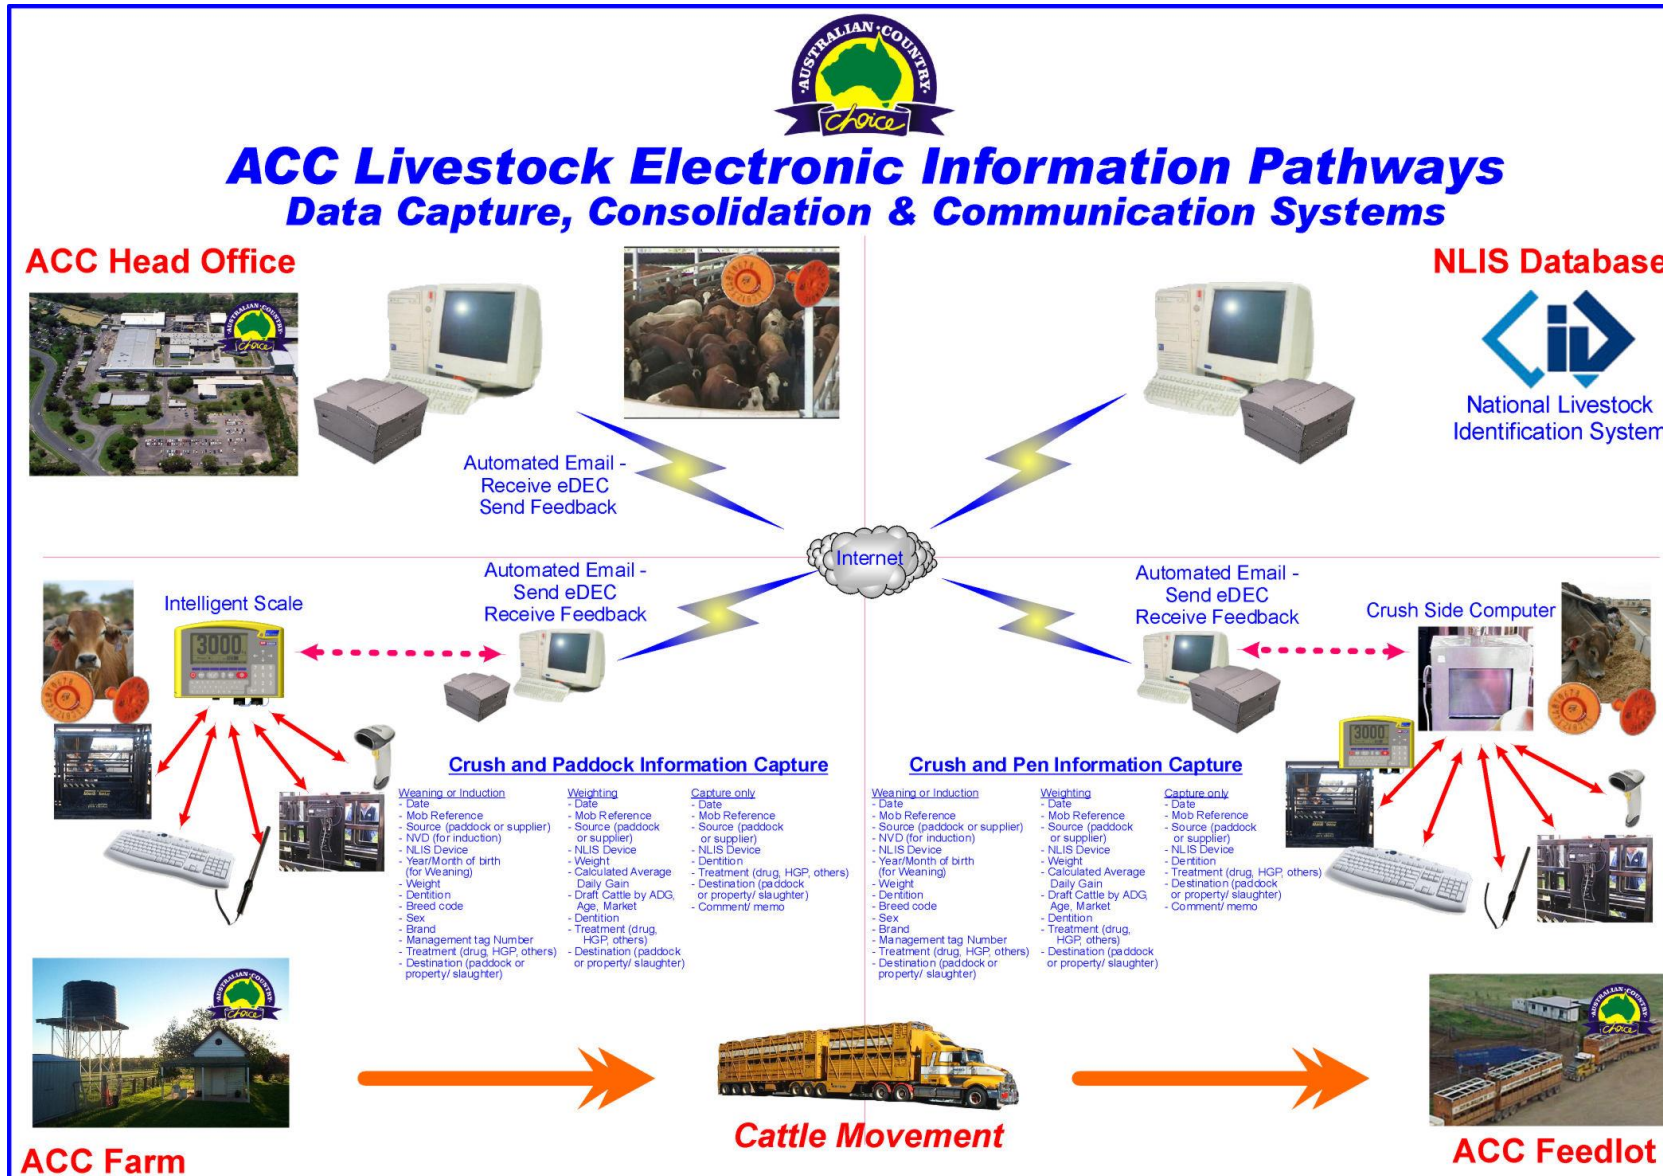 AUSTRALIAN·COUNTRY
choice
ACC Livestock Electronic Information Pathways
Data Capture, Consolidation & Communication Systems
ACC Head Office
AUSTRALIAN·COUNTRY
choice
Automated Email -
Receive eDEC
Send Feedback
NLIS Database
iD
National Livestock
Identification System
Internet
Intelligent Scale
3000
Automated Email -
Send eDEC
Receive Feedback
Automated Email -
Send eDEC
Receive Feedback
Crush Side Computer
3000
Crush and Paddock Information Capture
Weaning or Induction
- Date
- Mob Reference
- Source (paddock or supplier)
- NVD (for induction)
- NLIS Device
- Year/Month of birth
(for Weaning)
- Weight
- Dentition
- Breed code
- Sex
- Brand
- Management tag Number
- Treatment (drug, HGP, others)
- Destination (paddock or
property/ slaughter)
Weighting
- Date
- Mob Reference
- Source (paddock
or supplier)
- NLIS Device
- Weight
- Calculated Average
Daily Gain
- Draft Cattle by ADG,
Age, Market
- Dentition
- Treatment (drug,
HGP, others)
- Destination (paddock
or property/ slaughter)
Capture only
- Date
- Mob Reference
- Source (paddock
or supplier)
- NLIS Device
- Dentition
- Treatment (drug, HGP, others)
- Destination (paddock
or property/ slaughter)
- Comment/ memo
Crush and Pen Information Capture
Weaning or Induction
- Date
- Mob Reference
- Source (paddock or supplier)
- NVD (for induction)
- NLIS Device
- Year/Month of birth
(for Weaning)
- Weight
- Dentition
- Breed code
- Sex
- Brand
- Management tag Number
- Treatment (drug, HGP, others)
- Destination (paddock or
property/ slaughter)
Weighting
- Date
- Mob Reference
- Source (paddock
or supplier)
- NLIS Device
- Weight
- Calculated Average
Daily Gain
- Draft Cattle by ADG,
Age, Market
- Dentition
- Treatment (drug,
HGP, others)
- Destination (paddock
or property/ slaughter)
Capture only
- Date
- Mob Reference
- Source (paddock
or supplier)
- NLIS Device
- Dentition
- Treatment (drug, HGP, others)
- Destination (paddock
or property/ slaughter)
- Comment/ memo
AUSTRALIAN·COUNTRY
choice
ACC Farm
Cattle Movement
AUSTRALIAN·COUNTRY
choice
ACC Feedlot